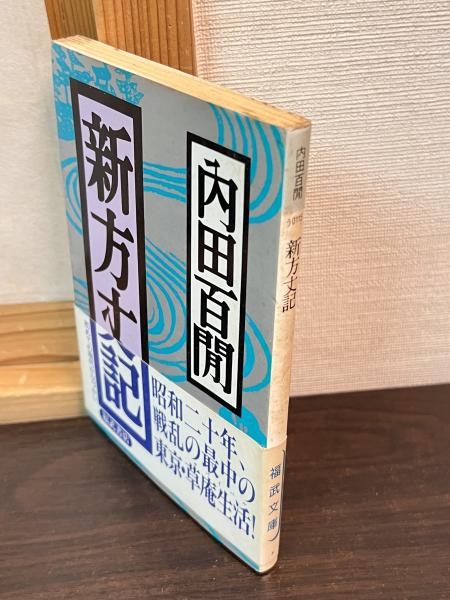 内田百閒
新方丈記
昭和二十年、
戦乱の最中の
東京草庵生活!
内田百閒
新方丈記
福武文庫